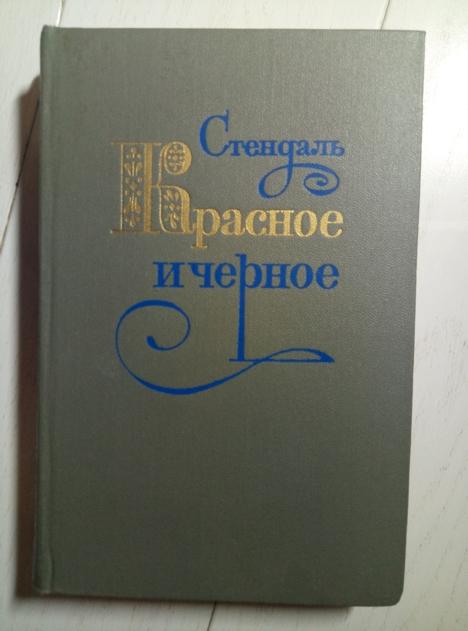 Стендаль
Красное
и черное